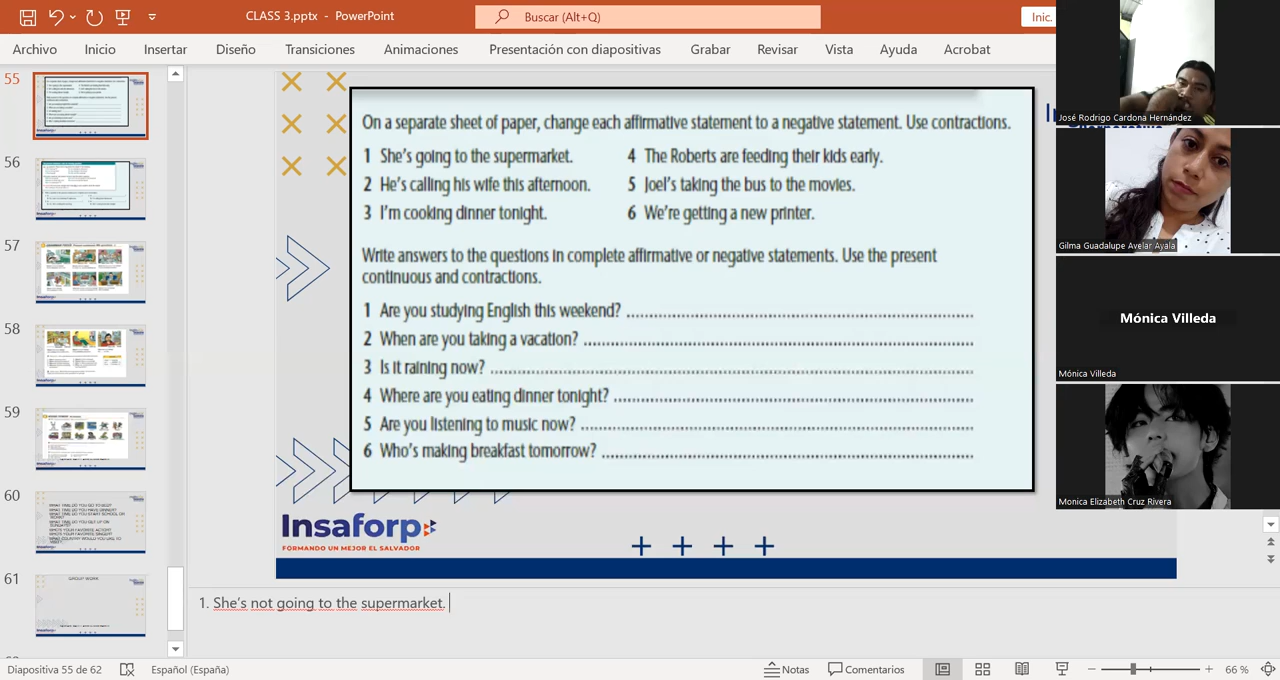 CLASS 3.pptx - PowerPoint
Buscar (Alt+Q)
Inic.
Archivo Inicio Insertar Diseño Transiciones Animaciones Presentación con diapositivas Grabar Revisar Vista Ayuda Acrobat
55
56
57
58
59
60
61
On a separate sheet of paper, change each affirmative statement to a negative statement. Use contractions.
1 She's going to the supermarket.
2 He's calling his wife this afternoon.
3 I'm cooking dinner tonight.
4 The Roberts are feeding their kids early.
5 Joel's taking the bus to the movies.
6 We're getting a new printer.
Write answers to the questions in complete affirmative or negative statements. Use the present
continuous and contractions.
1 Are you studying English this weekend?
2 When are you taking a vacation?
3 Is it raining now?
4 Where are you eating dinner tonight?
5 Are you listening to music now?
6 Who's making breakfast tomorrow?
Insaforp
FORMANDO UN MEJOR EL SALVADOR
1. She's not going to the supermarket.
José Rodrigo Cardona Hernández
Gilma Guadalupe Avelar Ayala
Mónica Villeda
Mónica Villeda
Monica Elizabeth Cruz Rivera
Diapositiva 55 de 62
Español (España)
Notas
Comentarios
66 %